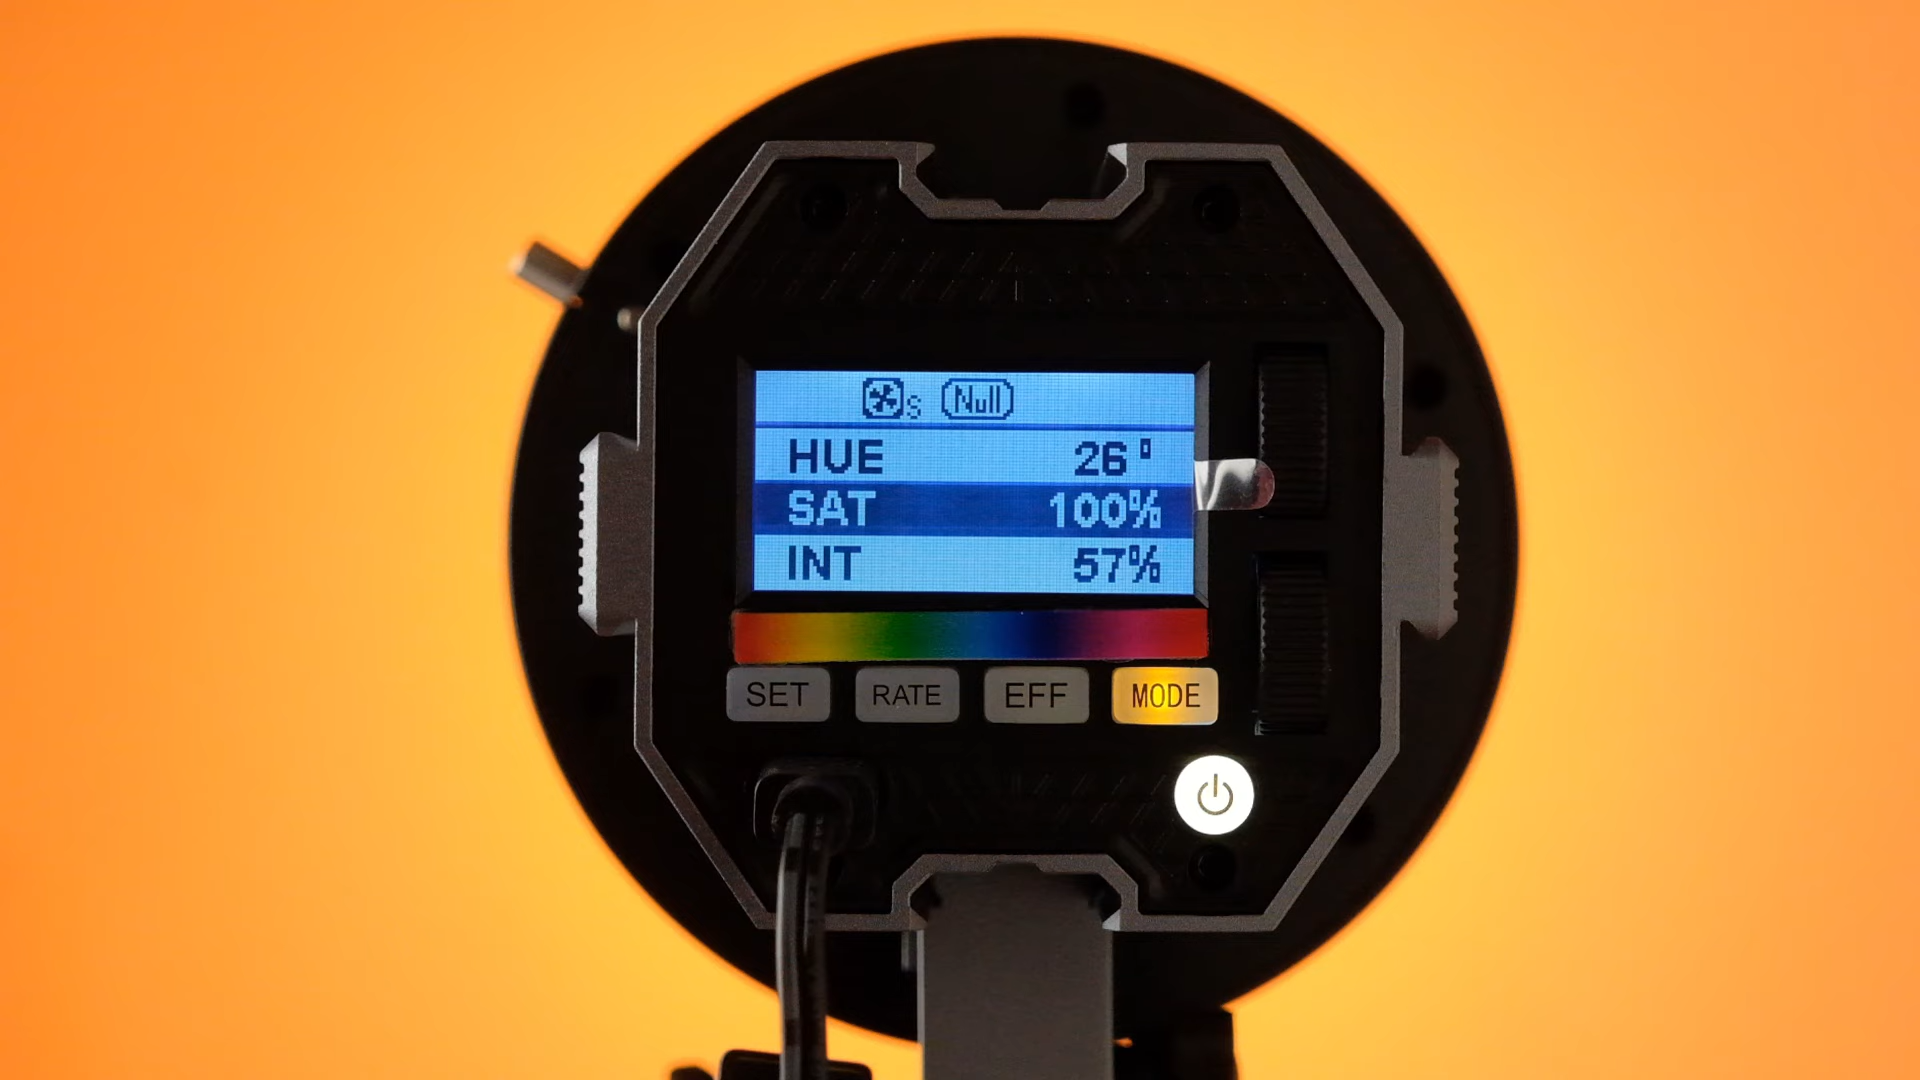 S Null
HUE 26°
SAT 100%
INT 57%
SET RATE EFF MODE